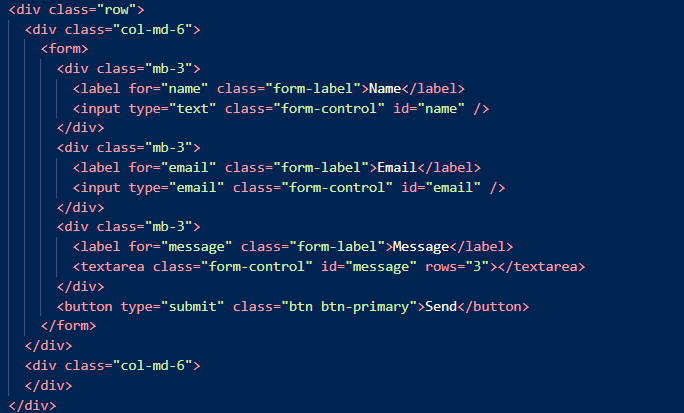 <div class="row">
<div class="col-md-6">
<form>
<div class="mb-3">
<label for="name" class="form-label">Name</label>
<input type="text" class="form-control" id="name" />
</div>
<div class="mb-3">
<label for="email" class="form-label">Email</label>
<input type="email" class="form-control" id="email" />
</div>
<div class="mb-3">
<label for="message" class="form-label">Message</label>
<textarea class="form-control" id="message" rows="3"></textarea>
</div>
<button type="submit" class="btn btn-primary">Send</button>
</form>
</div>
<div class="col-md-6">
</div>
</div>